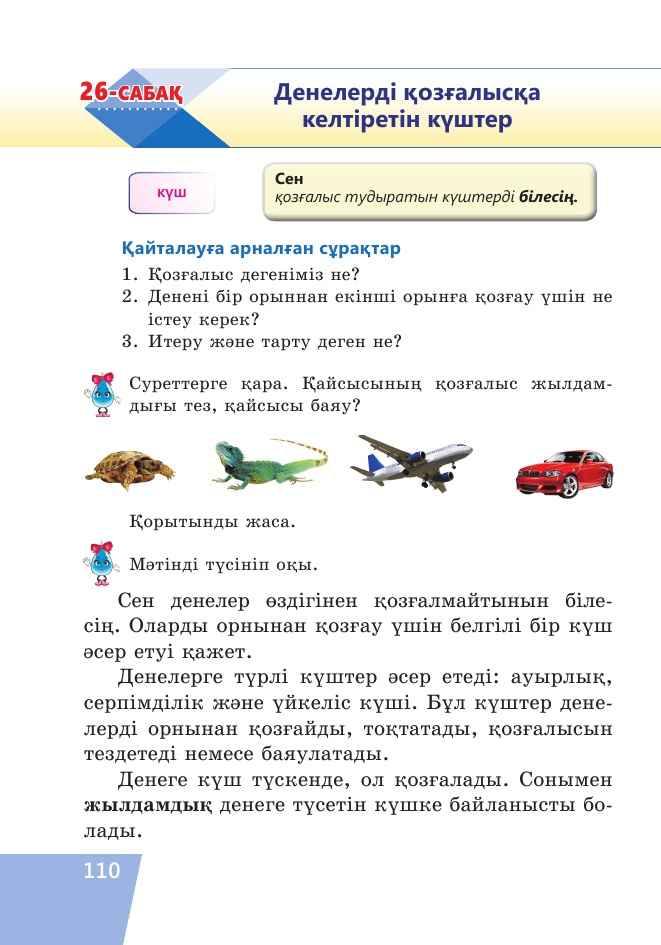 26-САБАҚ
Денелерді қозғалысқа
келтіретін күштер
күш
Сен
қозғалыс тудыратын күштерді білесің.
Қайталауға арналған сұрақтар
1. Қозғалыс дегеніміз не?
2. Денені бір орыннан екінші орынға қозғау үшін не
істеу керек?
3. Итеру және тарту деген не?
Суреттерге қара. Қайсысының қозғалыс жылдам-
дығы тез, қайсысы баяу?
Қорытынды жаса.
Мәтінді түсініп оқы.
Сен денелер өздігінен қозғалмайтынын біле-
сің. Оларды орнынан қозғау үшін белгілі бір күш
әсер етуі қажет.
Денелерге түрлі күштер әсер етеді: ауырлық,
серпімділік және үйкеліс күші. Бұл күштер дене-
лерді орнынан қозғайды, тоқтатады, қозғалысын
тездетеді немесе баяулатады.
Денеге күш түскенде, ол қозғалады. Сонымен
жылдамдық денеге түсетін күшке байланысты бо-
лады.
110